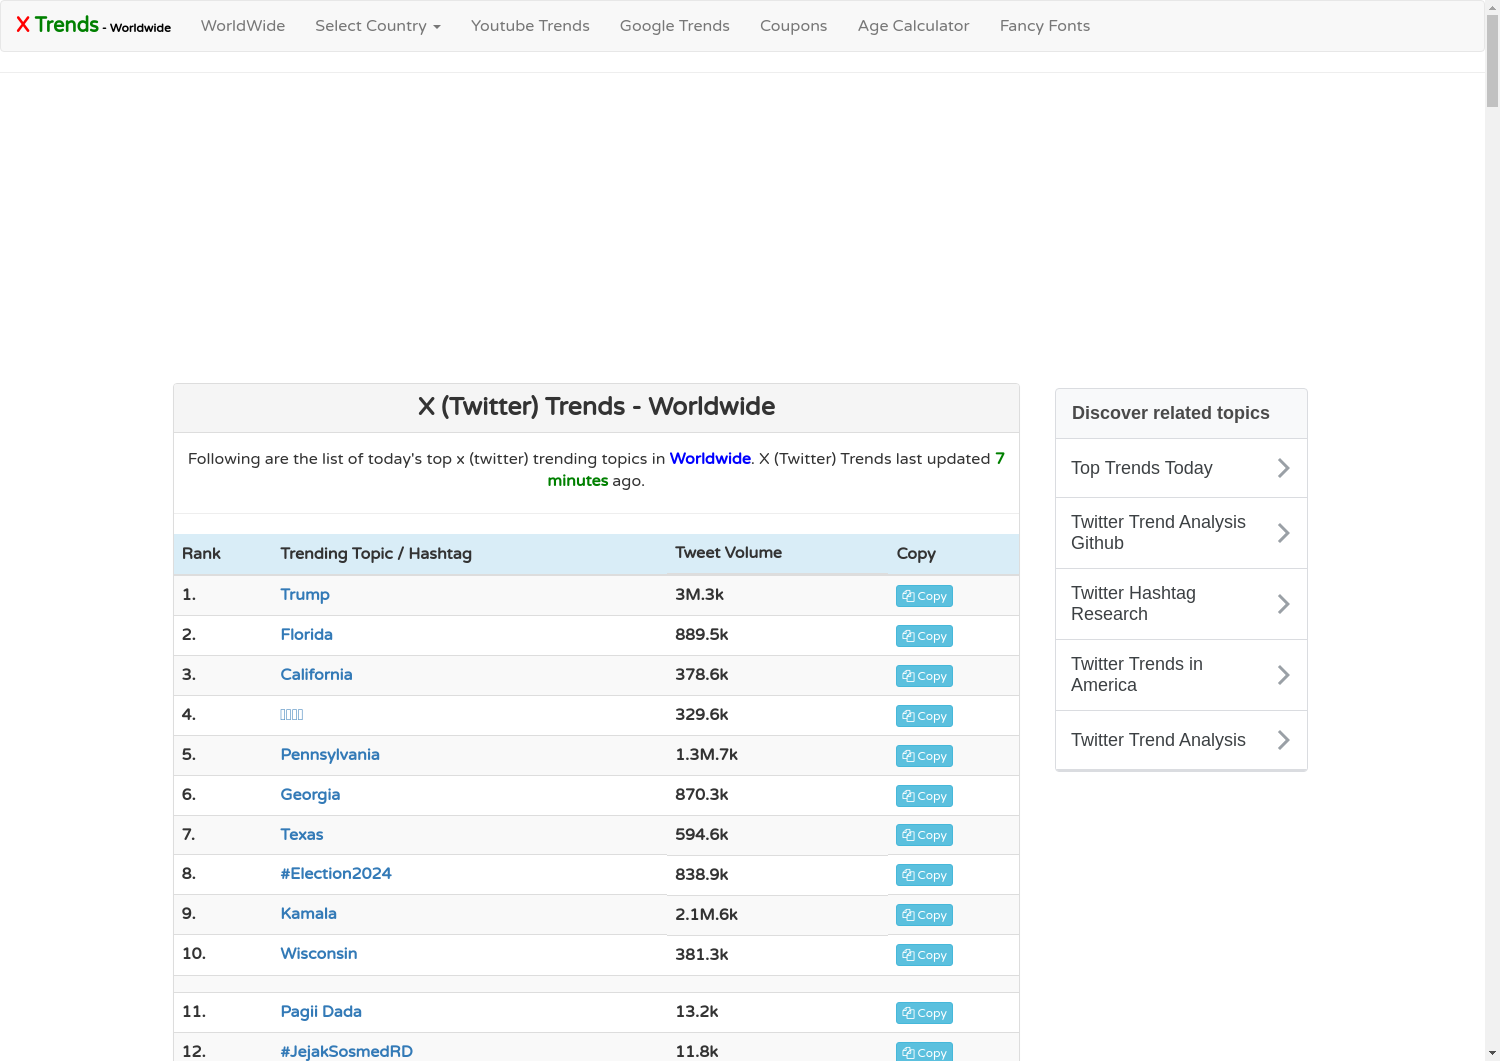 X Trends - Worldwide WorldWide Select Country Youtube Trends Google Trends Coupons Age Calculator Fancy Fonts
X (Twitter) Trends - Worldwide
Following are the list of today's top x (twitter) trending topics in Worldwide. X (Twitter) Trends last updated 7
minutes ago.
Rank Trending Topic / Hashtag Tweet Volume Copy
1. Trump 3M.3k Copy
2. Florida 889.5k Copy
3. California 378.6k Copy
4. 329.6k Copy
5. Pennsylvania 1.3M.7k Copy
6. Georgia 870.3k Copy
7. Texas 594.6k Copy
8. #Election2024 838.9k Copy
9. Kamala 2.1M.6k Copy
10. Wisconsin 381.3k Copy
11. Pagii Dada 13.2k Copy
12. #JejakSosmedRD 11.8k Copy
Discover related topics
Top Trends Today
Twitter Trend Analysis
Github
Twitter Hashtag
Research
Twitter Trends in
America
Twitter Trend Analysis